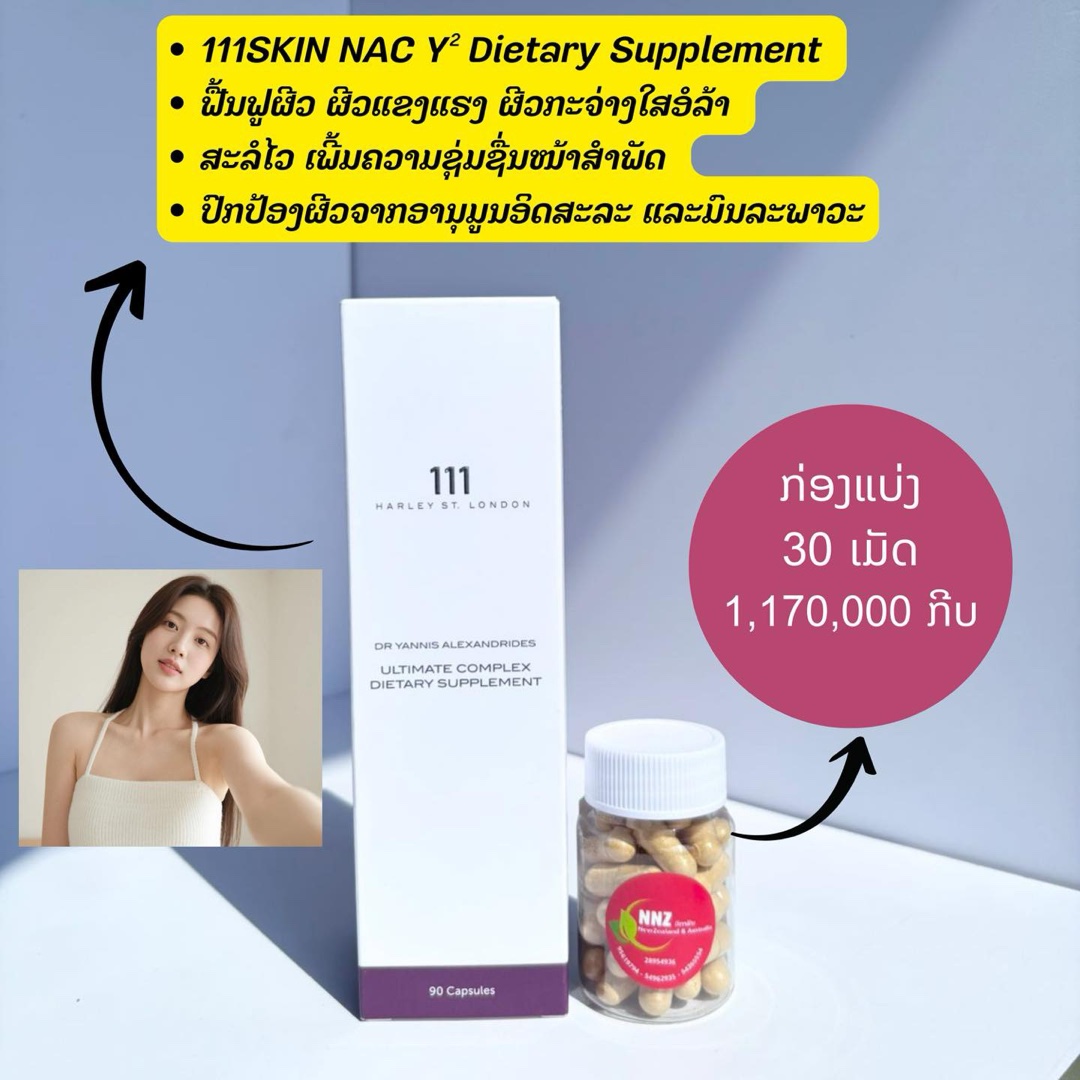 • 111SKIN NAC Y² Dietary Supplement
• ຟື້ນຟູຜິວ ຜິວແຂງແຮງ ຜິວກະຈ່າງໃສອໍລ້າ
• ສະລໍໄວ ເພີ້ມຄວາມຊຸ່ມຊື່ນໜ້າສຳພັດ
• ປົກປ້ອງຜິວຈາກອານຸມູນອິດສະລະ ແລະມົນລະພາວະ
111
HARLEY ST. LONDON
DR YANNIS ALEXANDRIDES
ULTIMATE COMPLEX
DIETARY SUPPLEMENT
90 Capsules
ກ່ອງແບ່ງ
30 ເມັດ
1,170,000 ກີບ
NNZ
NewZealand & Australia
28954936